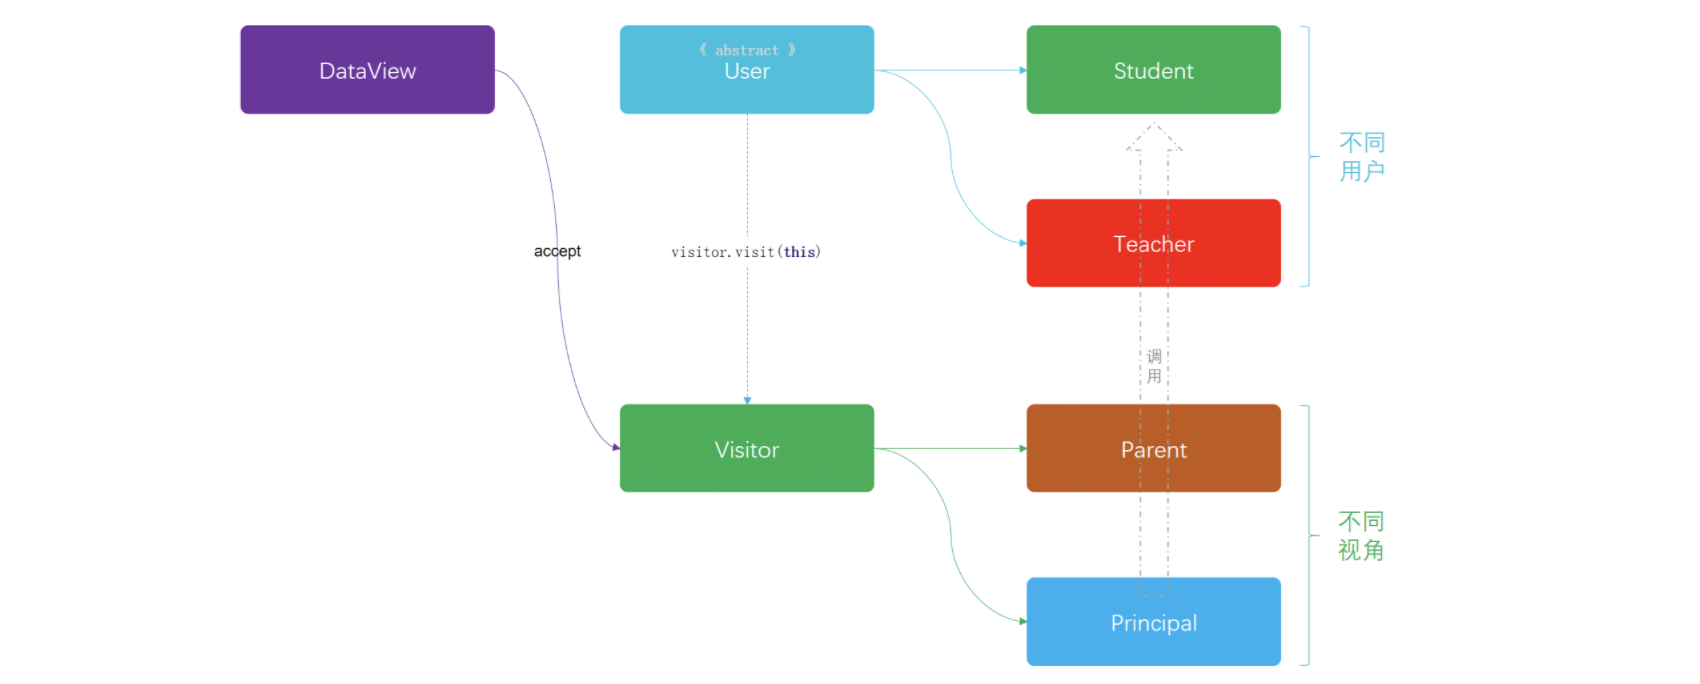 DataView
《 abstract 》
User
Student
不同
用户
Teacher
accept
visitor.visit(this)
调
用
Visitor
Parent
不同
视角
Principal